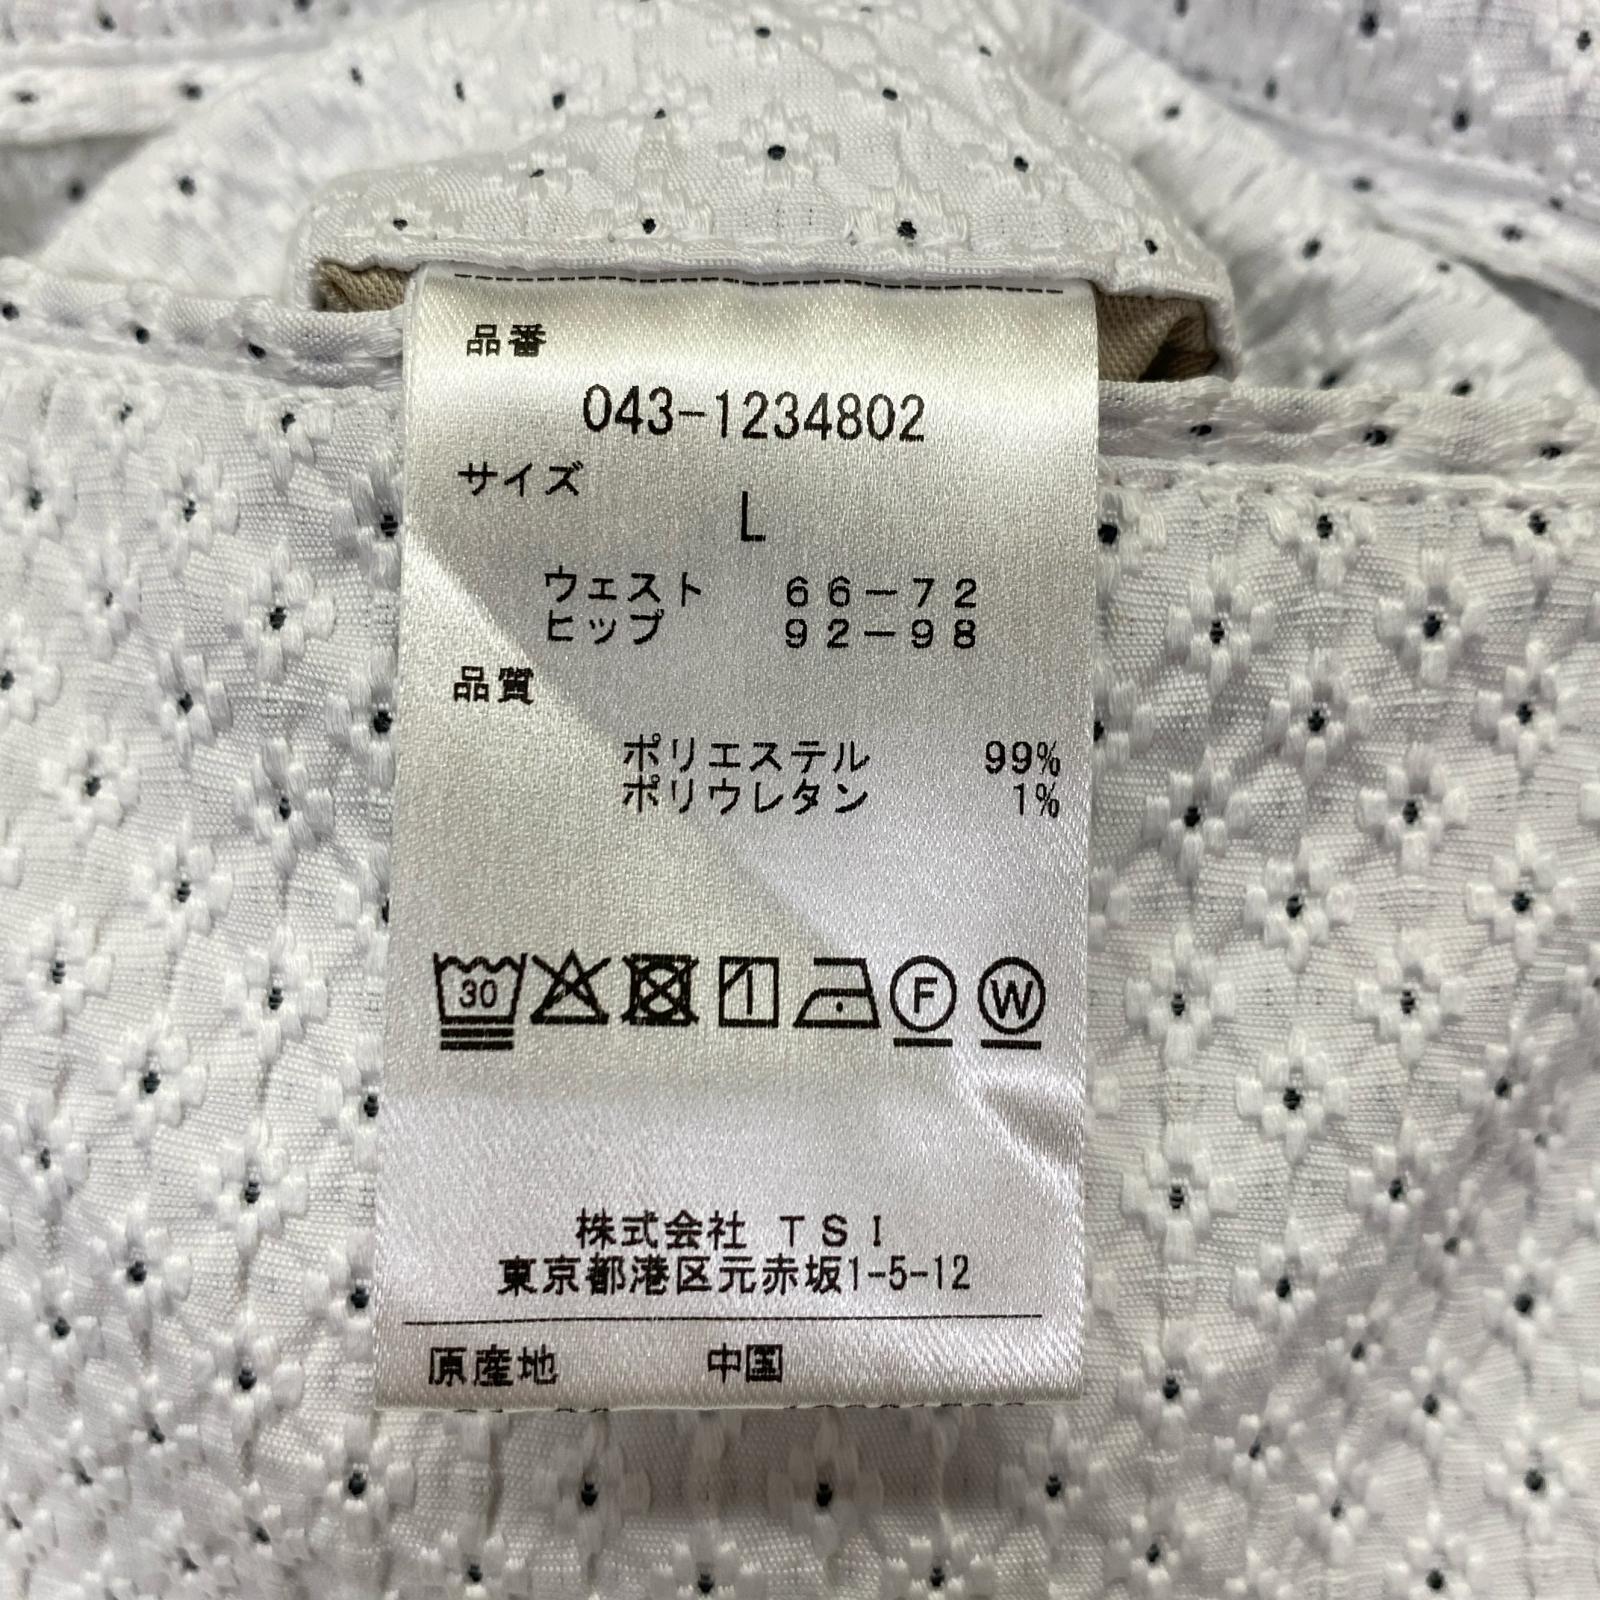 品番
043-1234802
サイズ
L
ウェスト 66−72
ヒップ 92−98
品質
ポリエステル 99%
ポリウレタン 1%
30 F W
株式会社 TSI
東京都港区元赤坂1-5-12
原産地 中国